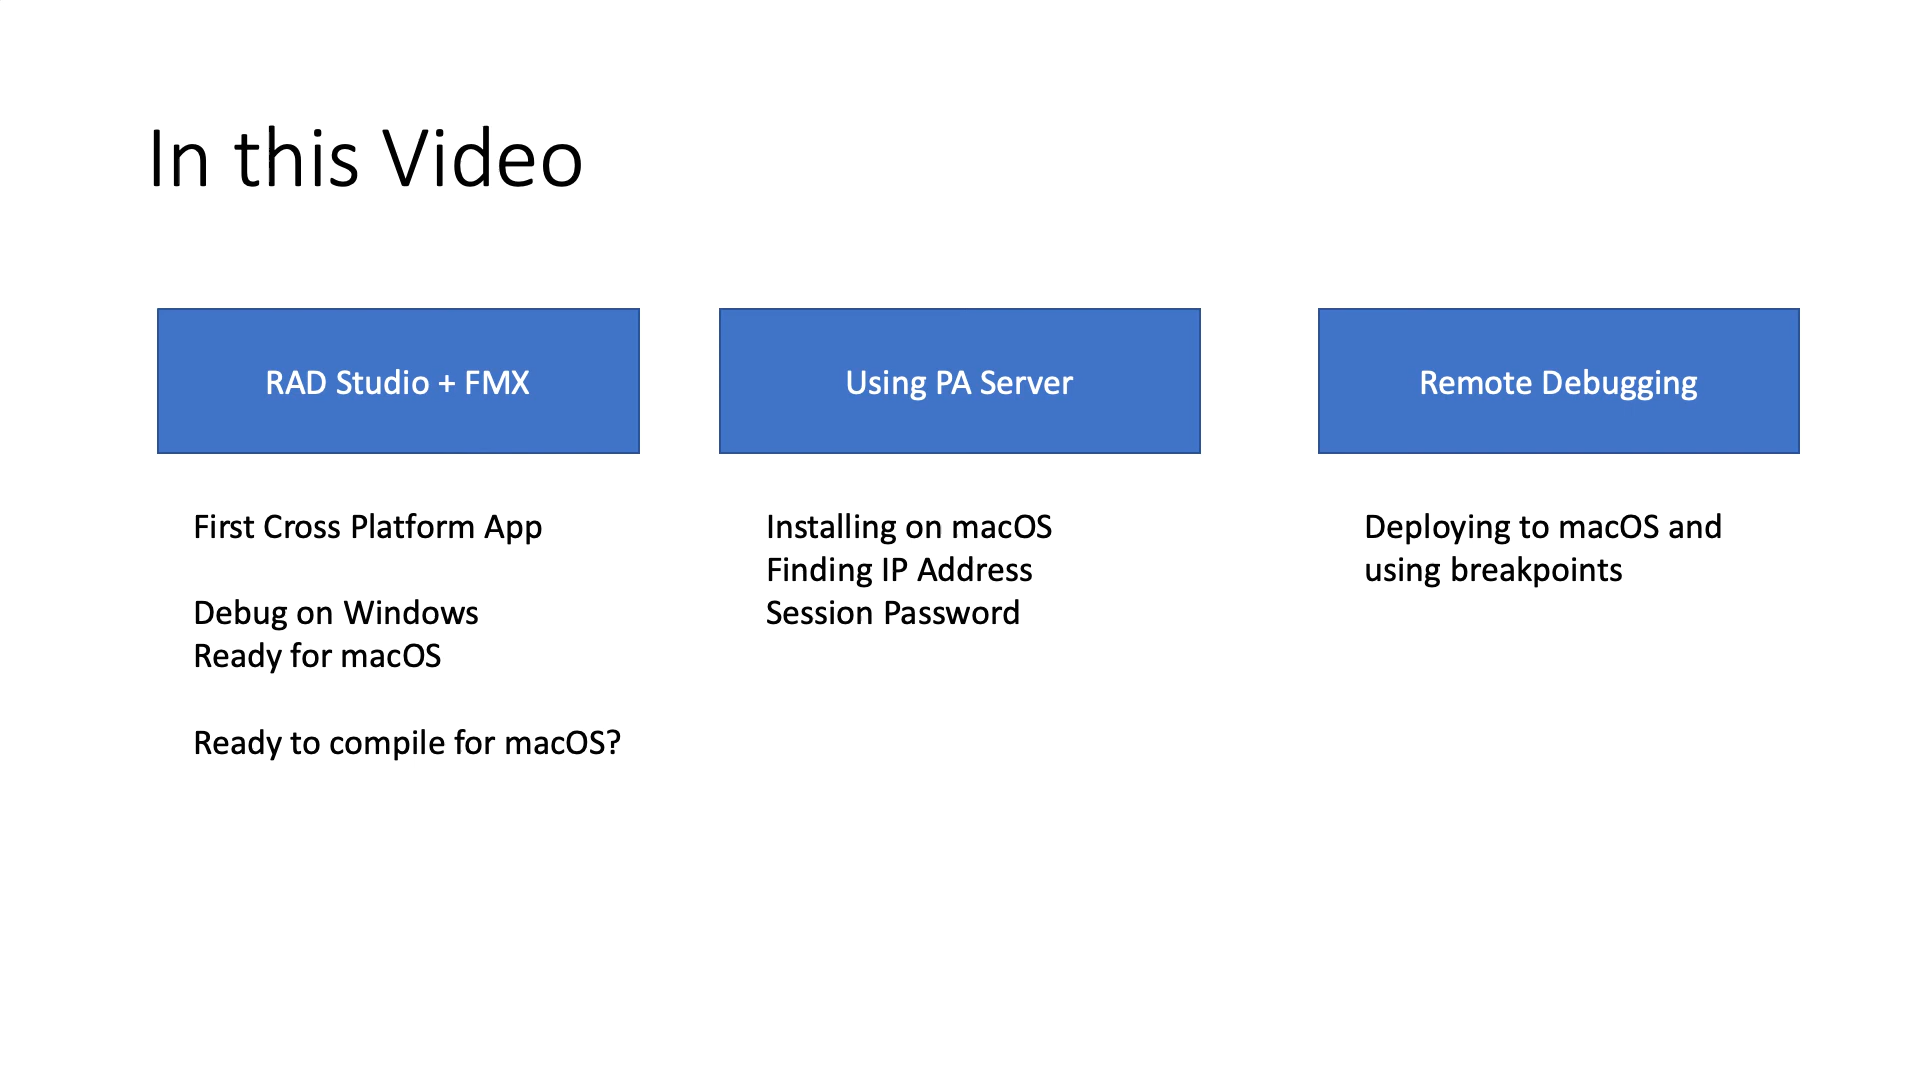 In this Video
RAD Studio + FMX
First Cross Platform App
Debug on Windows
Ready for macOS
Ready to compile for macOS?
Using PA Server
Installing on macOS
Finding IP Address
Session Password
Remote Debugging
Deploying to macOS and
using breakpoints